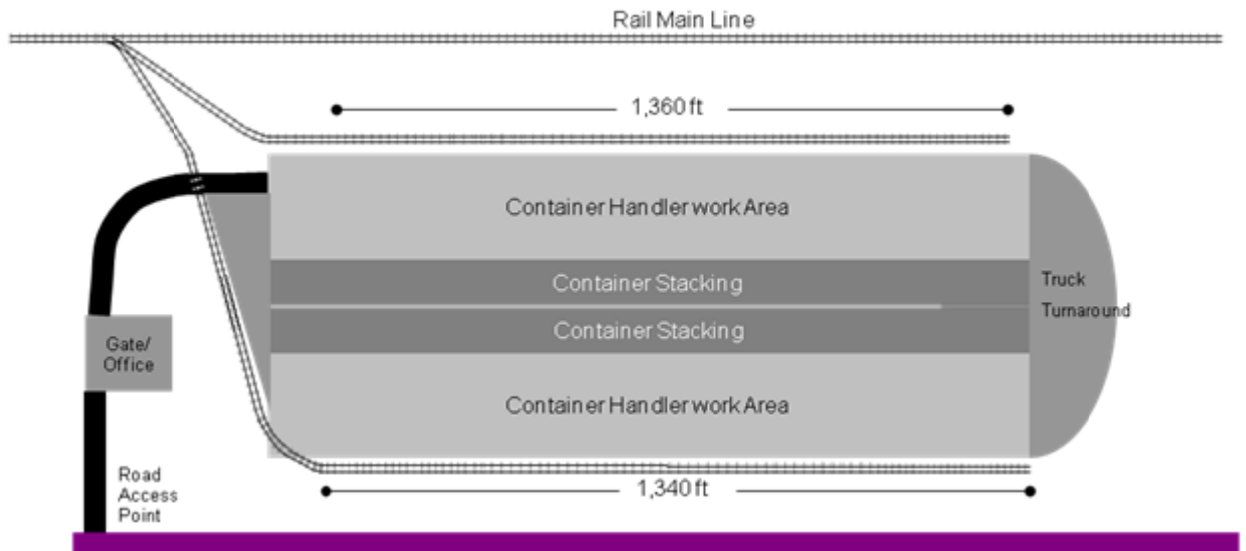 Rail Main Line
1,360 ft
Container Handler work Area
Container Stacking
Truck
Turnaround
Container Stacking
Gate/
Office
Container Handler work Area
Road
Access
Point
1,340 ft